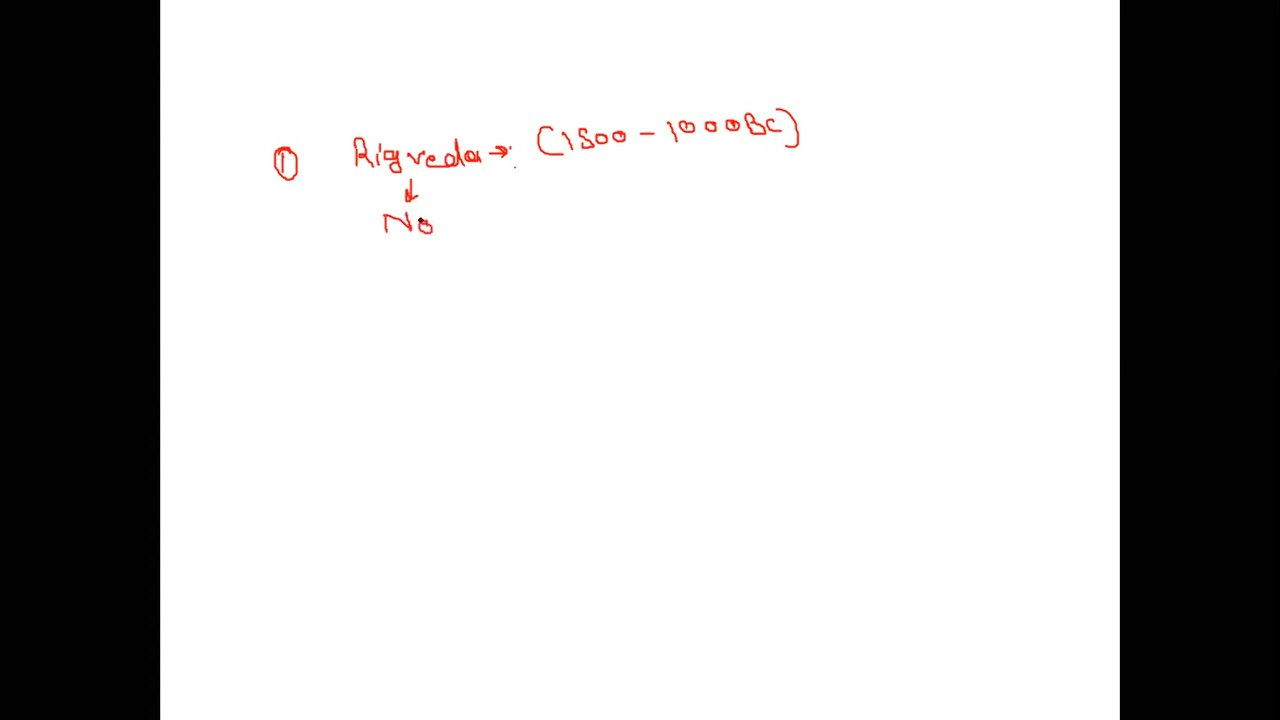 ① Rigveda →: (1500 - 1000BC)
↓
No